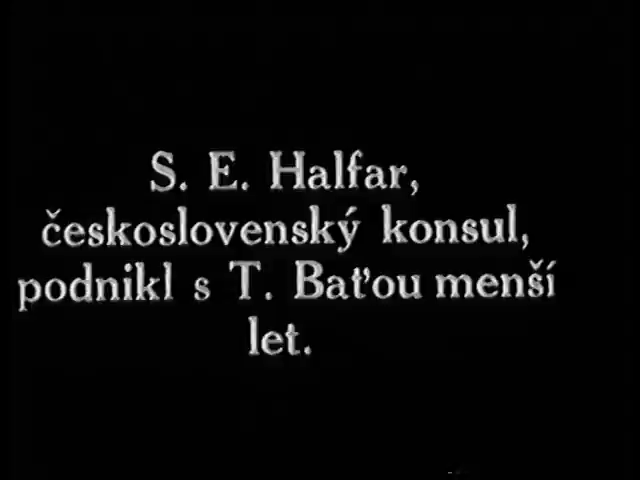 S. E. Halfar,
československý konsul,
podnikl s T. Baťou menší
let.